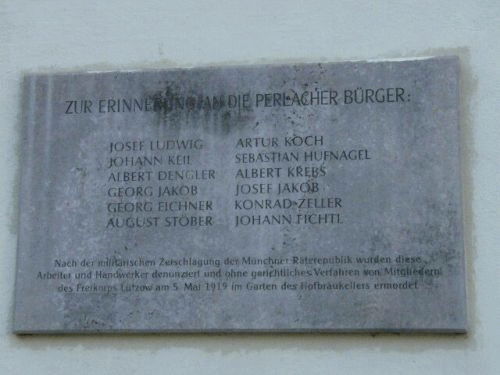 ZUR ERINNERUNG AN DIE PERLACHER BÜRGER:
JOSEF LUDWIG
JOHANN KEIL
ALBERT DENGLER
GEORG JAKOB
GEORG EICHNER
AUGUST STÖBER
ARTUR KOCH
SEBASTIAN HUFNAGEL
ALBERT KREBS
JOSEF JAKOB
KONRAD ZELLER
JOHANN FICHTL
Nach der militärischen Zerschlagung der Münchner Räterepublik wurden diese
Arbeiter und Handwerker denunziert und ohne gerichtliches Verfahren von Mitgliedern
des Freikorps Lützow am 5. Mai 1919 im Garten des Hofbräukellers ermordet.